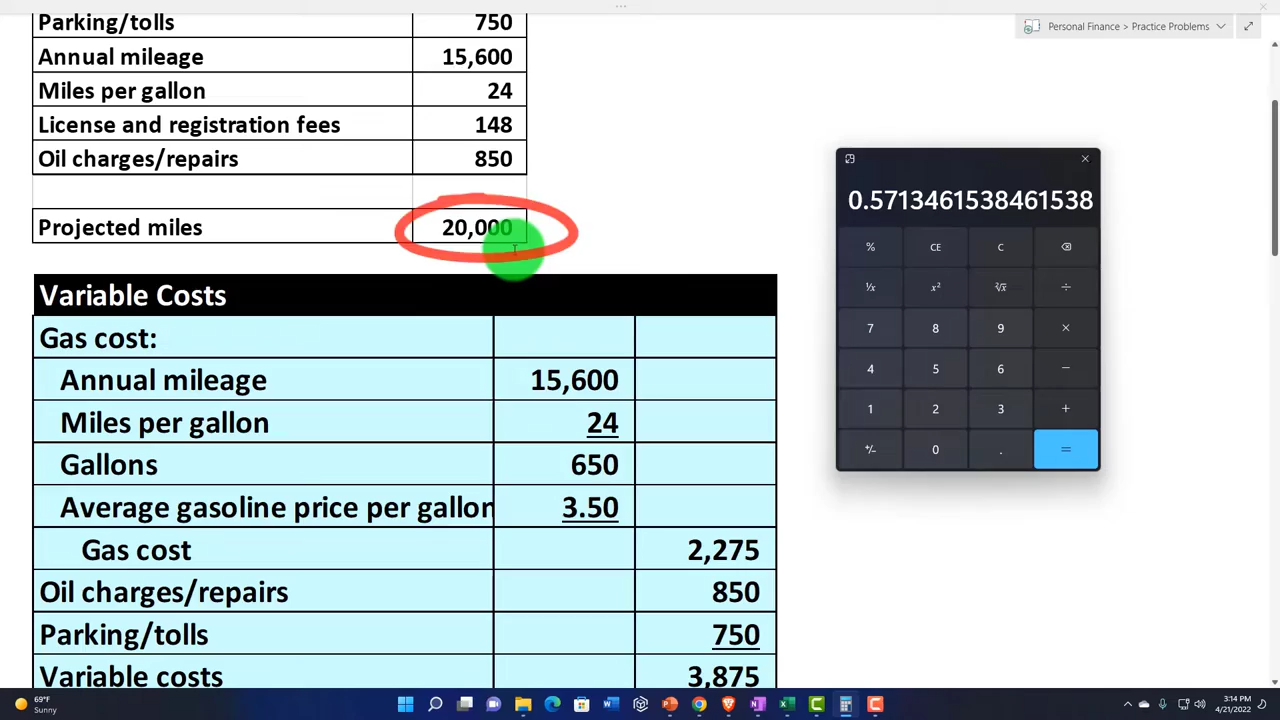 Personal Finance > Practice Problems
Parking/tolls 750
Annual mileage 15,600
Miles per gallon 24
License and registration fees 148
Oil charges/repairs 850
Projected miles 20,000
Variable Costs
Gas cost:
Annual mileage 15,600
Miles per gallon 24
Gallons 650
Average gasoline price per gallon 3.50
Gas cost 2,275
Oil charges/repairs 850
Parking/tolls 750
Variable costs 3,875
0.5713461538461538
% CE C
⅟x x² ²√x ÷
7 8 9 ×
4 5 6 −
1 2 3 +
+/− 0 . =
69°F
Sunny
3:14 PM
4/21/2022